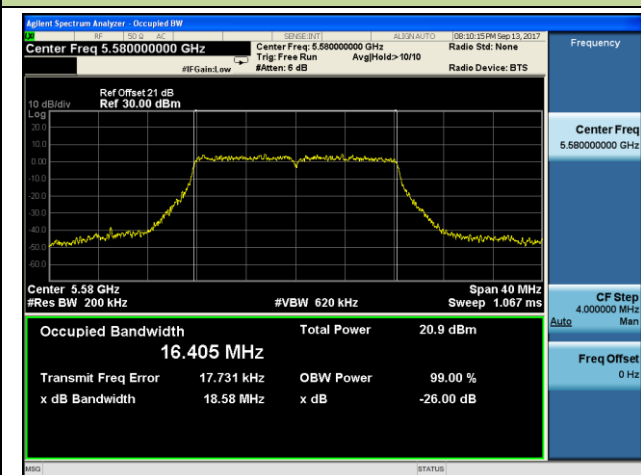 Agilent Spectrum Analyzer - Occupied BW
RF 50 Ω AC SENSE:INT ALIGN AUTO 08:10:15 PM Sep 13, 2017
Center Freq 5.580000000 GHz
Center Freq: 5.580000000 GHz Radio Std: None
Trig: Free Run Avg|Hold:>10/10
#IFGain:Low #Atten: 6 dB Radio Device: BTS
Ref Offset 21 dB
10 dB/div Ref 30.00 dBm
Log
20.0
10.0
0.00
-10.0
-20.0
-30.0
-40.0
-50.0
-60.0
Center 5.58 GHz Span 40 MHz
#Res BW 200 kHz #VBW 620 kHz Sweep 1.067 ms
Occupied Bandwidth Total Power 20.9 dBm
16.405 MHz
Transmit Freq Error 17.731 kHz OBW Power 99.00 %
x dB Bandwidth 18.58 MHz x dB -26.00 dB
MSG STATUS
Frequency
Center Freq
5.580000000 GHz
CF Step
4.000000 MHz
Auto Man
Freq Offset
0 Hz